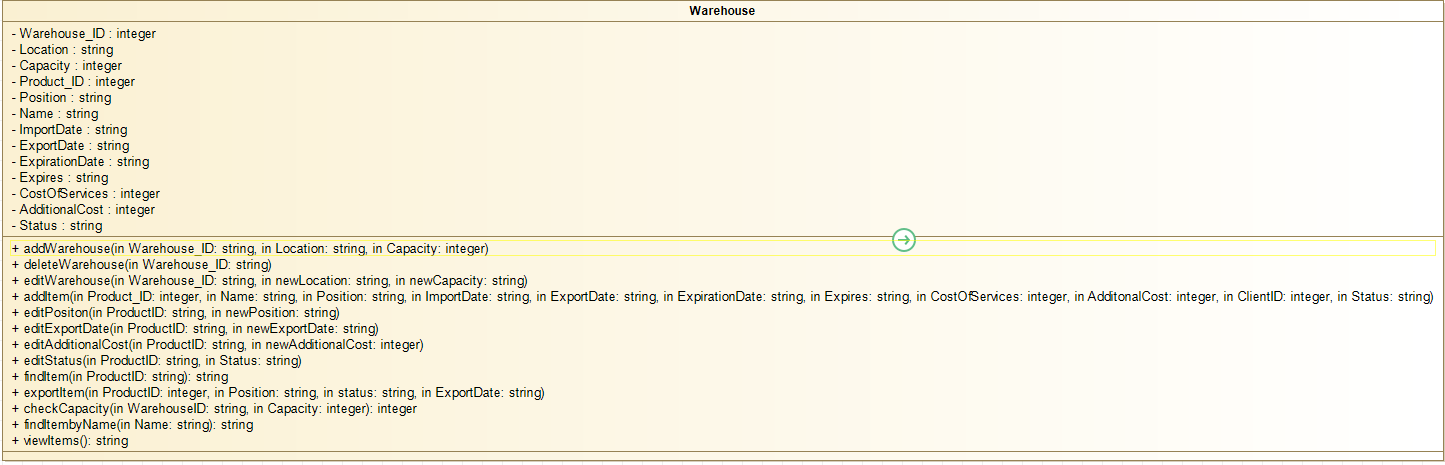 Warehouse
- Warehouse_ID : integer
- Location : string
- Capacity : integer
- Product_ID : integer
- Position : string
- Name : string
- ImportDate : string
- ExportDate : string
- ExpirationDate : string
- Expires : string
- CostOfServices : integer
- AdditionalCost : integer
- Status : string
+ addWarehouse(in Warehouse_ID: string, in Location: string, in Capacity: integer)
+ deleteWarehouse(in Warehouse_ID: string)
+ editWarehouse(in Warehouse_ID: string, in newLocation: string, in newCapacity: string)
+ addItem(in Product_ID: integer, in Name: string, in Position: string, in ImportDate: string, in ExportDate: string, in ExpirationDate: string, in Expires: string, in CostOfServices: integer, in AdditonalCost: integer, in ClientID: integer, in Status: string)
+ editPositon(in ProductID: string, in newPosition: string)
+ editExportDate(in ProductID: string, in newExportDate: string)
+ editAdditionalCost(in ProductID: string, in newAdditionalCost: integer)
+ editStatus(in ProductID: string, in Status: string)
+ findItem(in ProductID: string): string
+ exportItem(in ProductID: integer, in Position: string, in status: string, in ExportDate: string)
+ checkCapacity(in WarehouseID: string, in Capacity: integer): integer
+ findItembyName(in Name: string): string
+ viewItems(): string